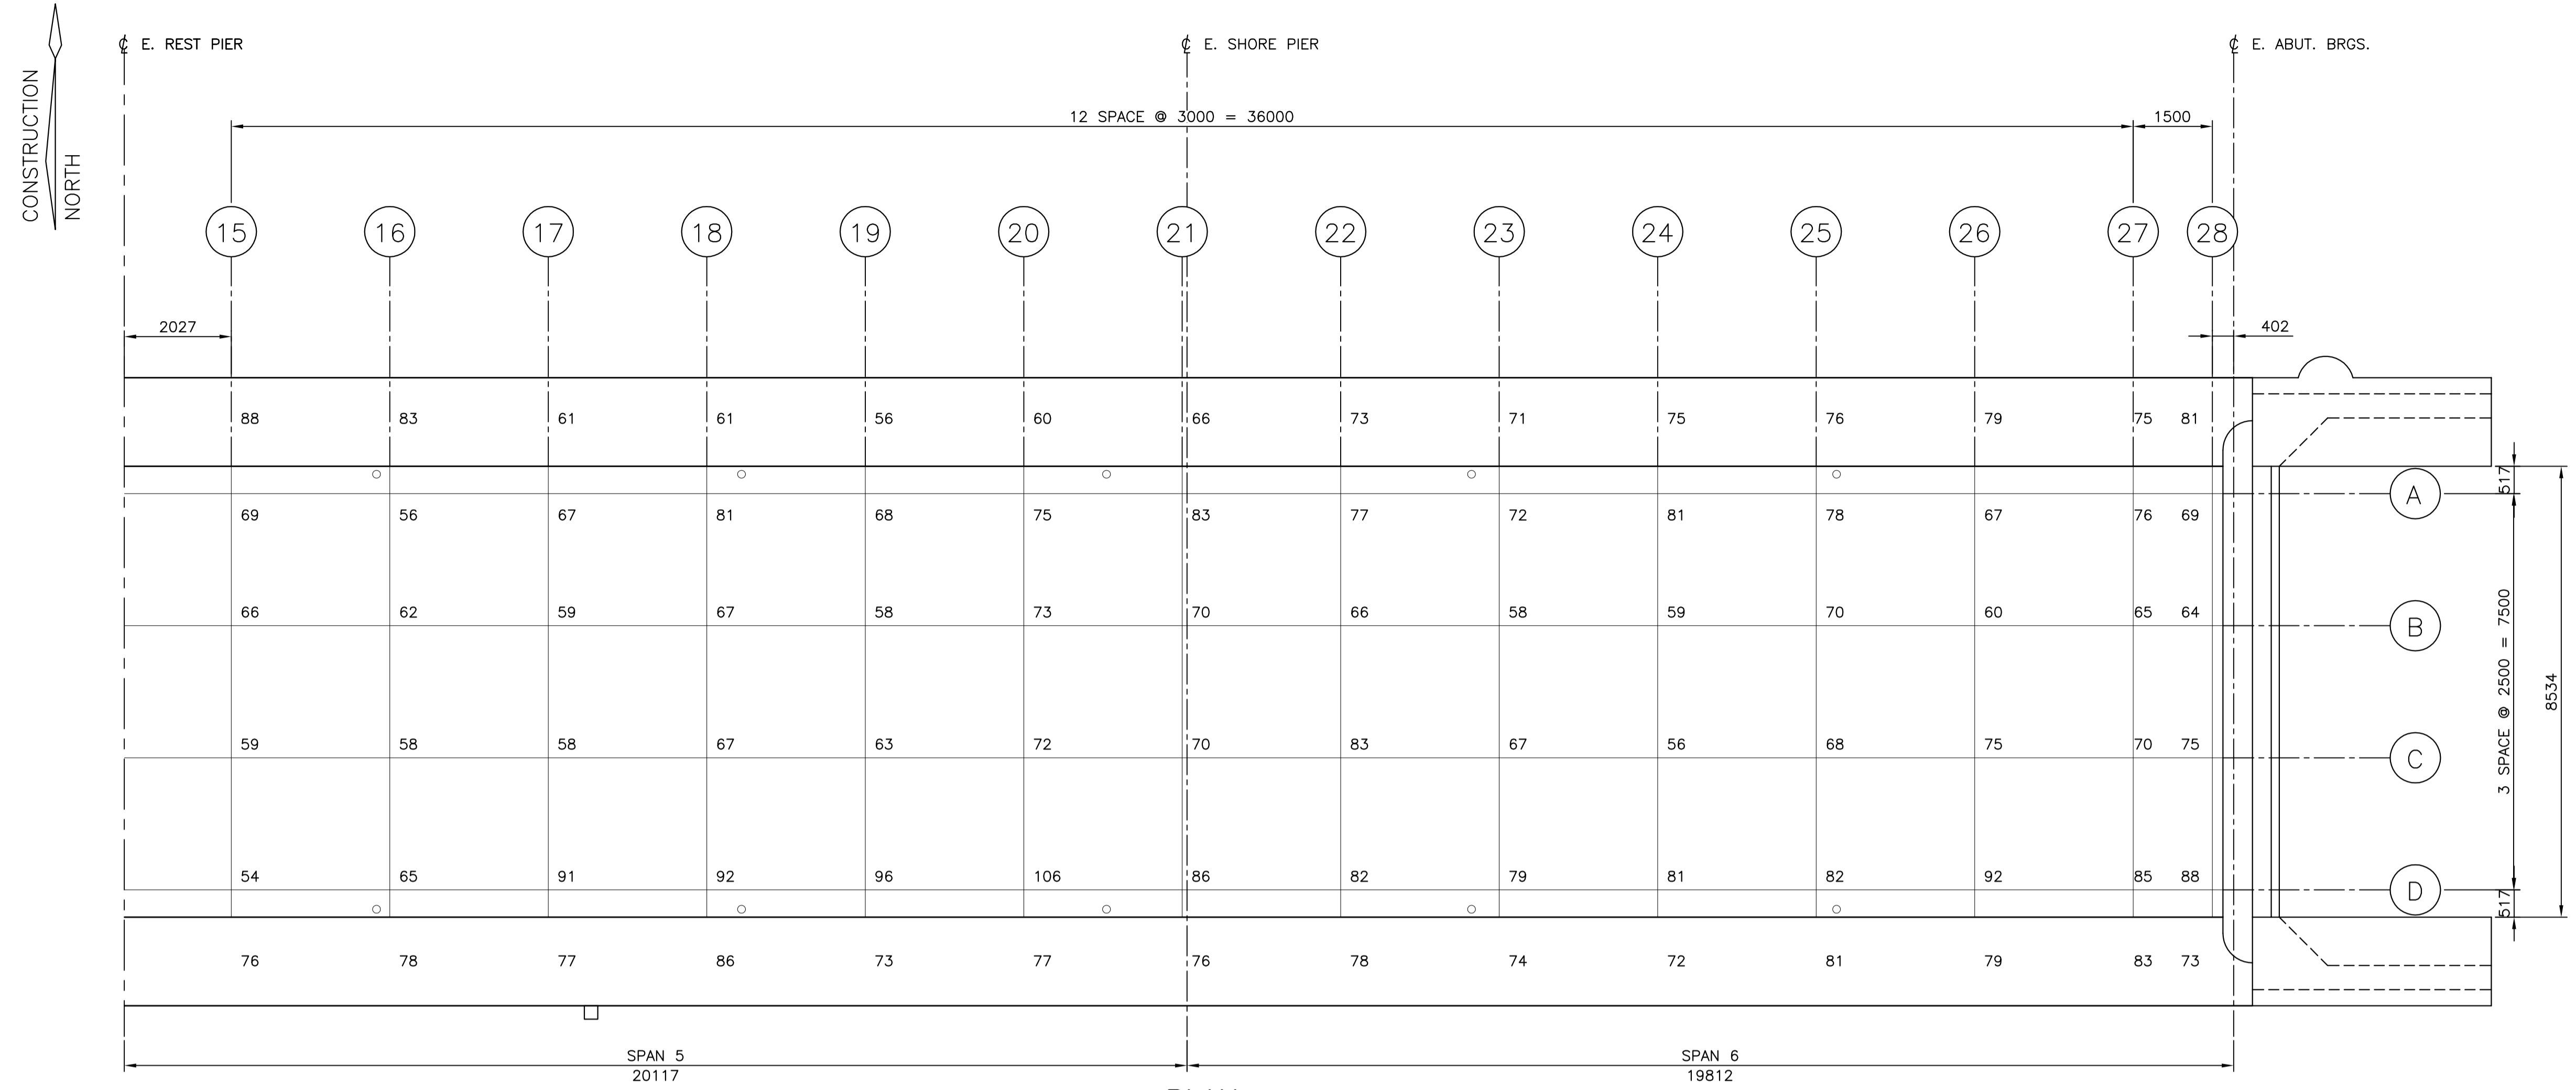 CONSTRUCTION
NORTH
℄ E. REST PIER
℄ E. SHORE PIER
℄ E. ABUT. BRGS.
12 SPACE @ 3000 = 36000
1500
15 16 17 18 19 20 21 22 23 24 25 26 27 28
2027
402
88 83 61 61 56 60 66 73 71 75 76 79 75 81
517
A
69 56 67 81 68 75 83 77 72 81 78 67 76 69
66 62 59 67 58 73 70 66 58 59 70 60 65 64
B
3 SPACE @ 2500 = 7500
8534
59 58 58 67 63 72 70 83 67 56 68 75 70 75
C
54 65 91 92 96 106 86 82 79 81 82 92 85 88
D
517
76 78 77 86 73 77 76 78 74 72 81 79 83 73
SPAN 5
20117
SPAN 6
19812